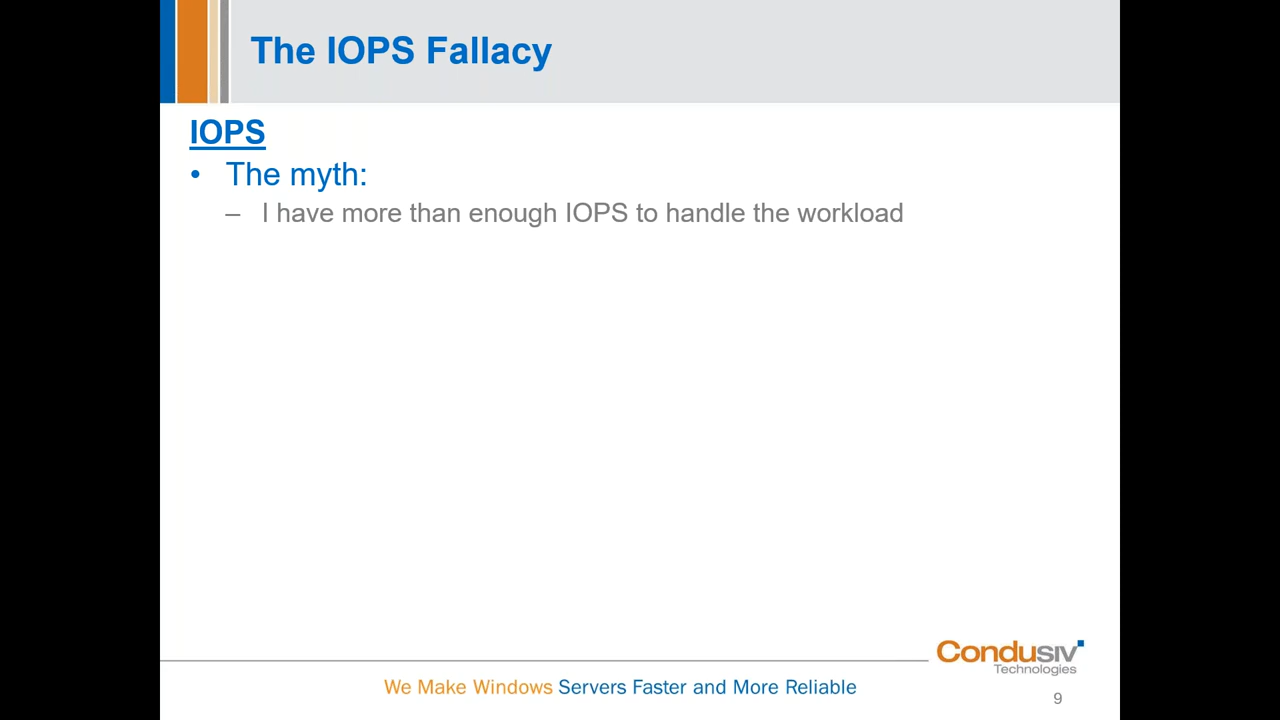 The IOPS Fallacy
IOPS
• The myth:
– I have more than enough IOPS to handle the workload
Condusiv
Technologies
We Make Windows Servers Faster and More Reliable
9